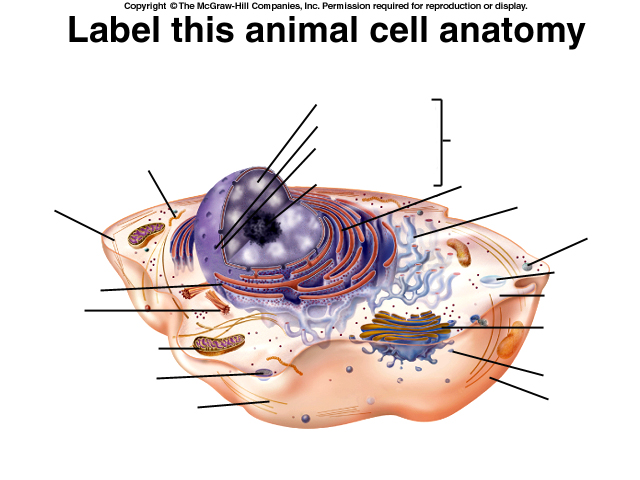 Copyright © The McGraw-Hill Companies, Inc. Permission required for reproduction or display.
Label this animal cell anatomy